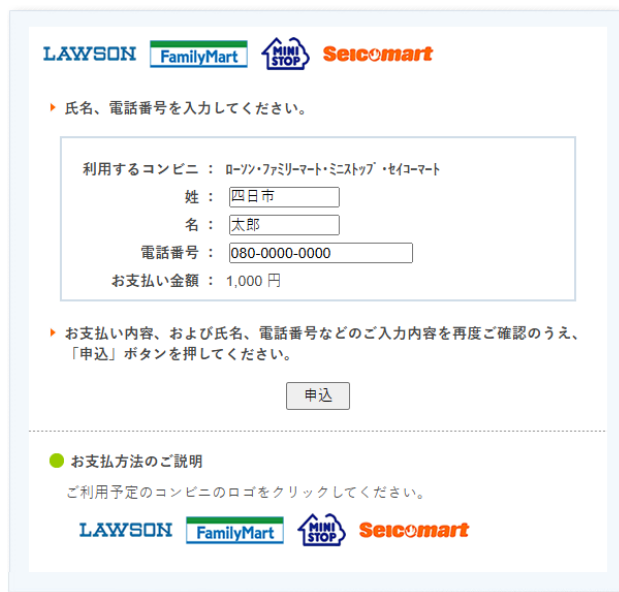 LAWSON FamilyMart MINI STOP Seicomart
氏名、電話番号を入力してください。
利用するコンビニ : ﾛｰｿﾝ･ﾌｧﾐﾘｰﾏｰﾄ･ﾐﾆｽﾄｯﾌﾟ･ｾｲｺｰﾏｰﾄ
姓 : 四日市
名 : 太郎
電話番号 : 080-0000-0000
お支払い金額 : 1,000 円
お支払い内容、および氏名、電話番号などのご入力内容を再度ご確認のうえ、
「申込」ボタンを押してください。
申込
お支払方法のご説明
ご利用予定のコンビニのロゴをクリックしてください。
LAWSON FamilyMart MINI STOP Seicomart